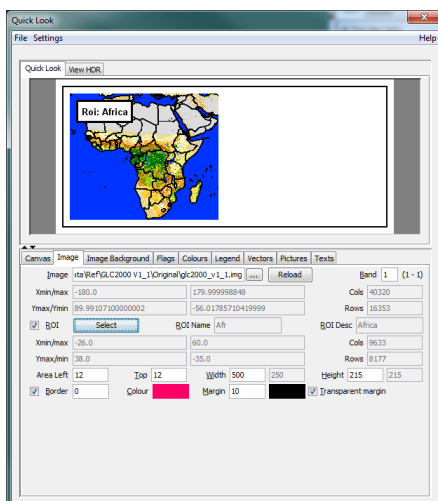 Quick Look
File Settings Help
Quick Look View HDR
Roi: Africa
Canvas Image Image Background Flags Colours Legend Vectors Pictures Texts
Image ata\Ref\GLC2000 V1_1\Original\glc2000_v1_1.img ... Reload Band 1 (1 - 1)
Xmin/max -180.0 179.999998848 Cols 40320
Ymax/Ymin 89.99107100000002 -56.01785710419999 Rows 16353
ROI Select ROI Name Afr ROI Desc Africa
Xmin/max -26.0 60.0 Cols 9633
Ymax/min 38.0 -35.0 Rows 8177
Area Left 12 Top 12 Width 500 250 Height 215 215
Border 0 Colour Margin 10 Transparent margin